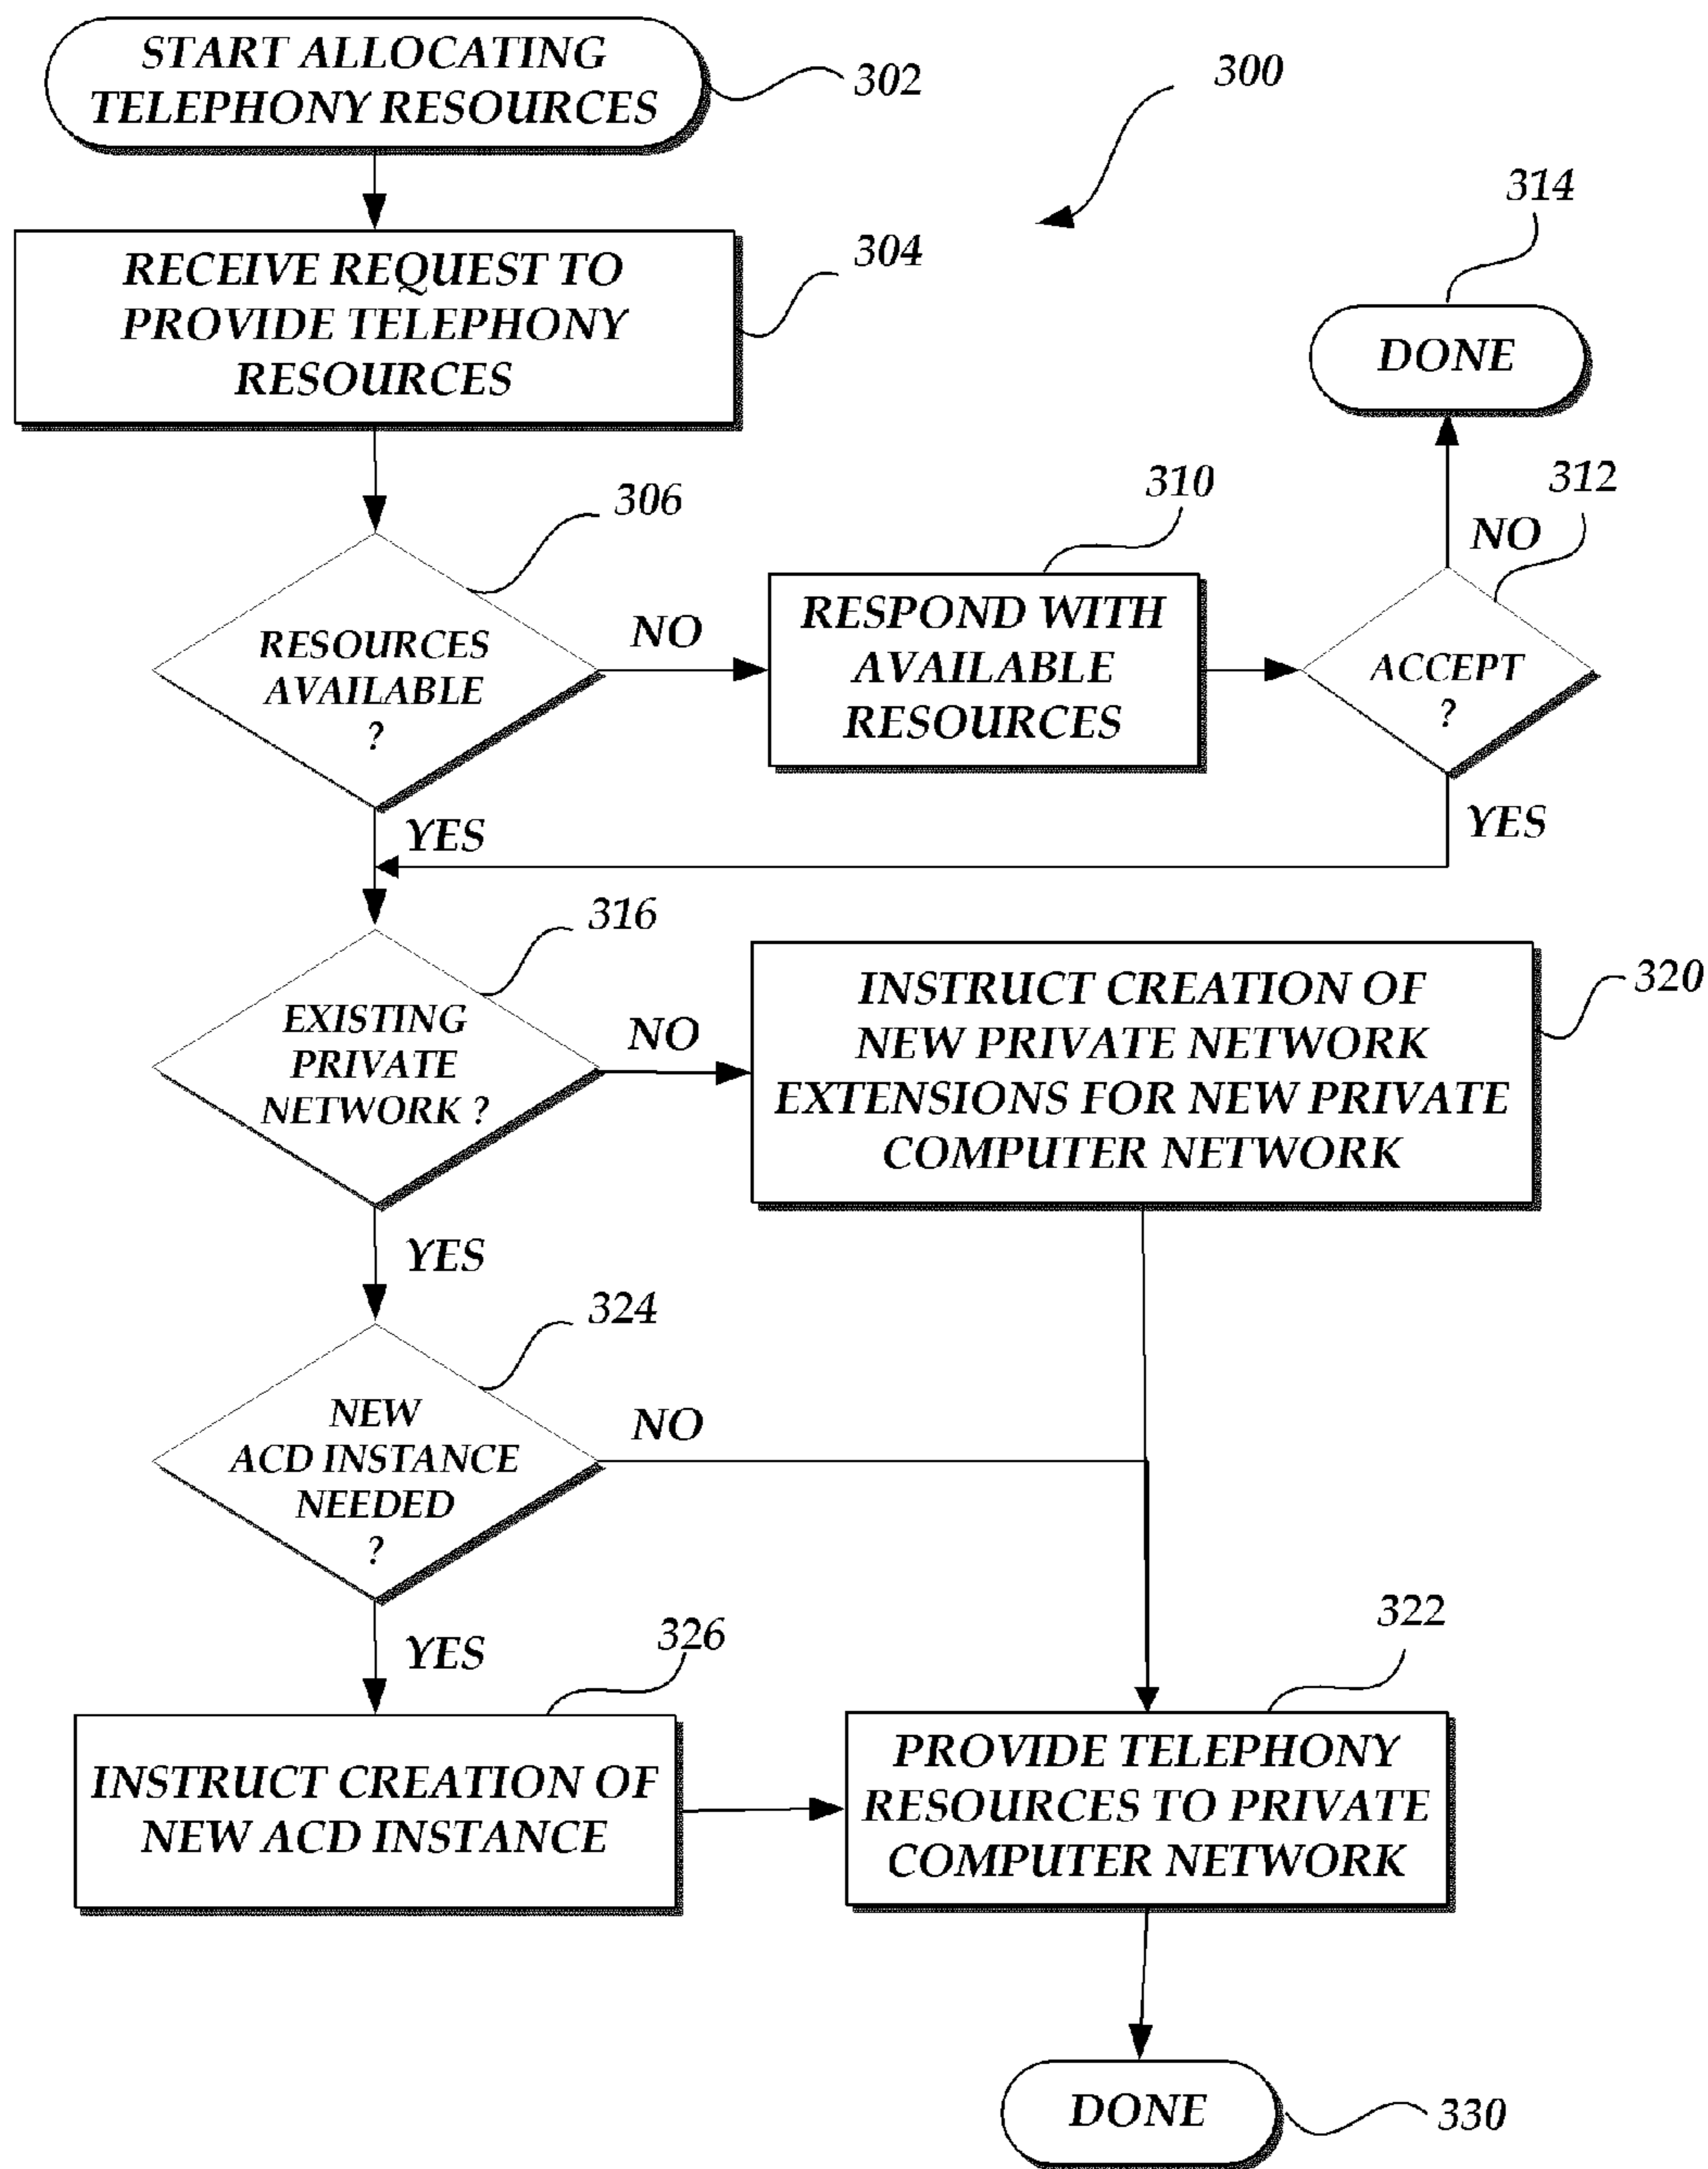 START ALLOCATING
TELEPHONY RESOURCES
302
300
RECEIVE REQUEST TO
PROVIDE TELEPHONY
RESOURCES
304
314
DONE
306
RESOURCES
AVAILABLE
?
NO
310
RESPOND WITH
AVAILABLE
RESOURCES
312
NO
ACCEPT
?
YES
YES
316
EXISTING
PRIVATE
NETWORK ?
NO
320
INSTRUCT CREATION OF
NEW PRIVATE NETWORK
EXTENSIONS FOR NEW PRIVATE
COMPUTER NETWORK
YES
324
NEW
ACD INSTANCE
NEEDED
?
NO
YES
326
INSTRUCT CREATION OF
NEW ACD INSTANCE
322
PROVIDE TELEPHONY
RESOURCES TO PRIVATE
COMPUTER NETWORK
DONE
330